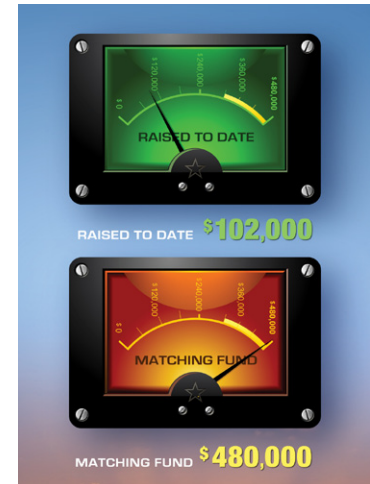 $0 $120,000 $240,000 $360,000 $480,000
RAISED TO DATE
RAISED TO DATE $102,000
$0 $120,000 $240,000 $360,000 $480,000
MATCHING FUND
MATCHING FUND $480,000